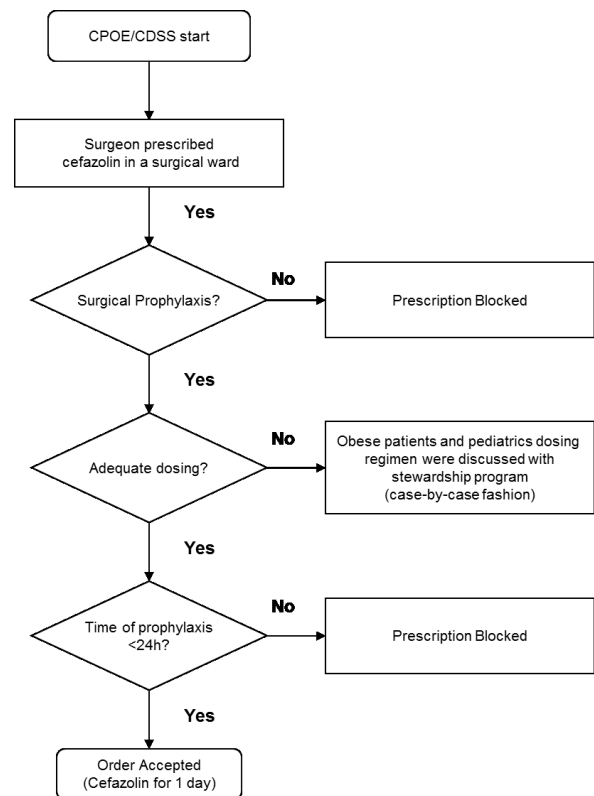 CPOE/CDSS start
Surgeon prescribed
cefazolin in a surgical ward
Yes
Surgical Prophylaxis?
No
Prescription Blocked
Yes
Adequate dosing?
No
Obese patients and pediatrics dosing
regimen were discussed with
stewardship program
(case-by-case fashion)
Yes
Time of prophylaxis
<24h?
No
Prescription Blocked
Yes
Order Accepted
(Cefazolin for 1 day)